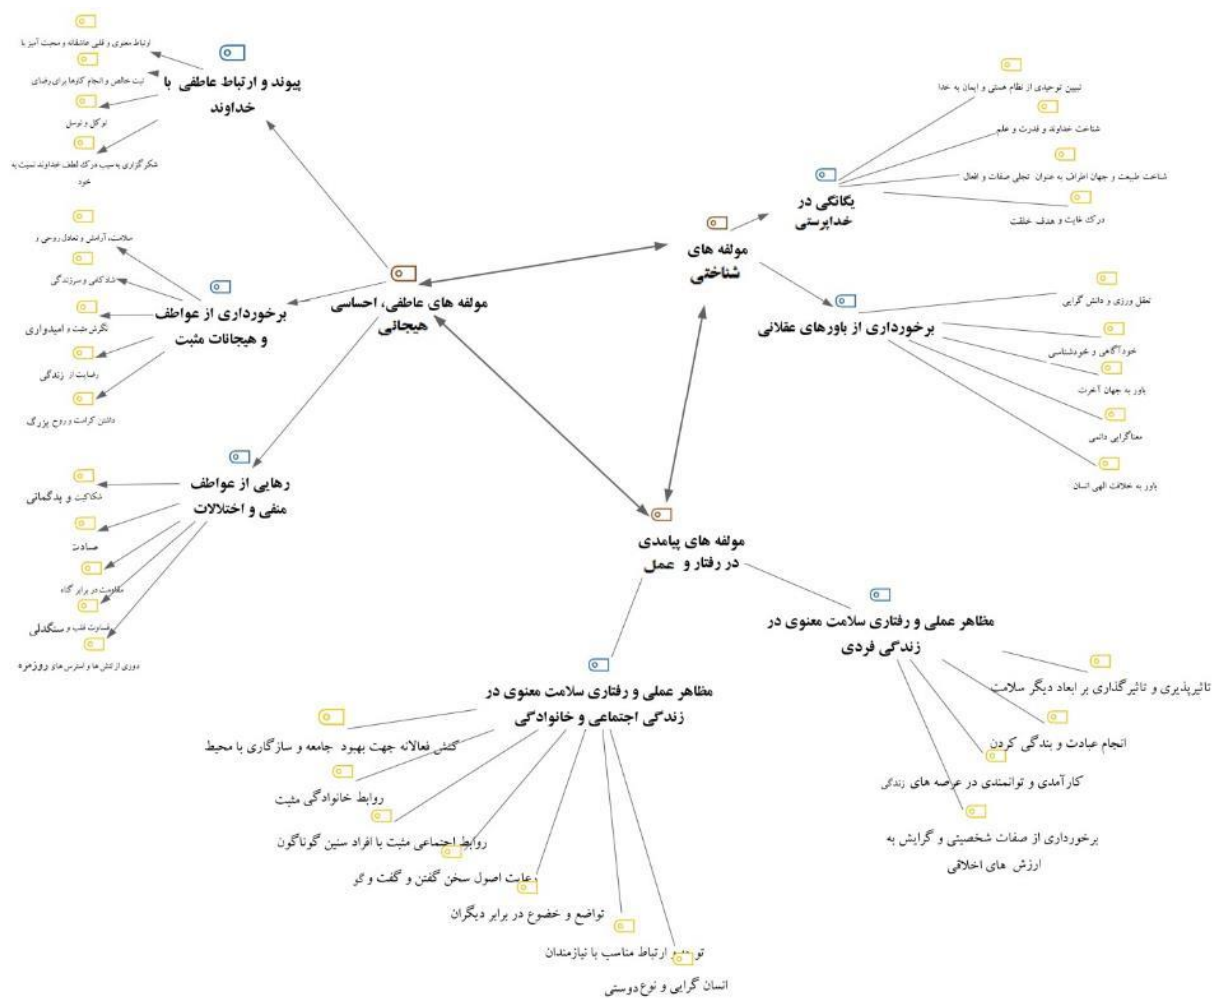 ارتباط معنوی و قلبی عاشقانه و محبت آمیز با
نیت خالص و انجام کارها برای رضای
توکل و توسل
شکرگزاری به سبب درک لطف خداوند نسبت به
خود
پیوند و ارتباط عاطفی با
خداوند
سلامت، آرامش و تعادل روحی و
شادکامی و سرزندگی
نگرش مثبت و امیدواری
رضایت از زندگی
داشتن کرامت و روح بزرگ
برخورداری از عواطف
و هیجانات مثبت
مولفه های عاطفی، احساسی
هیجانی
رهایی از عواطف
منفی و اختلالات
شکاکیت و بدگمانی
حسادت
مقاومت در برابر گناه
قساوت قلب و سنگدلی
دوری از تنش ها و استرس های روزمره
تبیین توحیدی از نظام هستی و ایمان به خدا
شناخت خداوند و قدرت و علم
شناخت طبیعت و جهان اطراف به عنوان تجلی صفات و افعال
درک غایت و هدف خلقت
یگانگی در
خداپرستی
مولفه های
شناختی
برخورداری از باورهای عقلانی
تعقل ورزی و دانش گرایی
خودآگاهی و خودشناسی
باور به جهان آخرت
معناگرایی دائمی
باور به خلافت الهی انسان
مولفه های پیامدی
در رفتار و عمل
مظاهر عملی و رفتاری سلامت معنوی در
زندگی فردی
تاثیرپذیری و تاثیرگذاری بر ابعاد دیگر سلامت
انجام عبادت و بندگی کردن
کارآمدی و توانمندی در عرصه های زندگی
برخورداری از صفات شخصیتی و گرایش به
ارزش های اخلاقی
مظاهر عملی و رفتاری سلامت معنوی در
زندگی اجتماعی و خانوادگی
کنش فعالانه جهت بهبود جامعه و سازگاری با محیط
روابط خانوادگی مثبت
روابط اجتماعی مثبت با افراد سنین گوناگون
رعایت اصول سخن گفتن و گفت و گو
تواضع و خضوع در برابر دیگران
ارتباط مناسب با نیازمندان
انسان گرایی و نوع دوستی